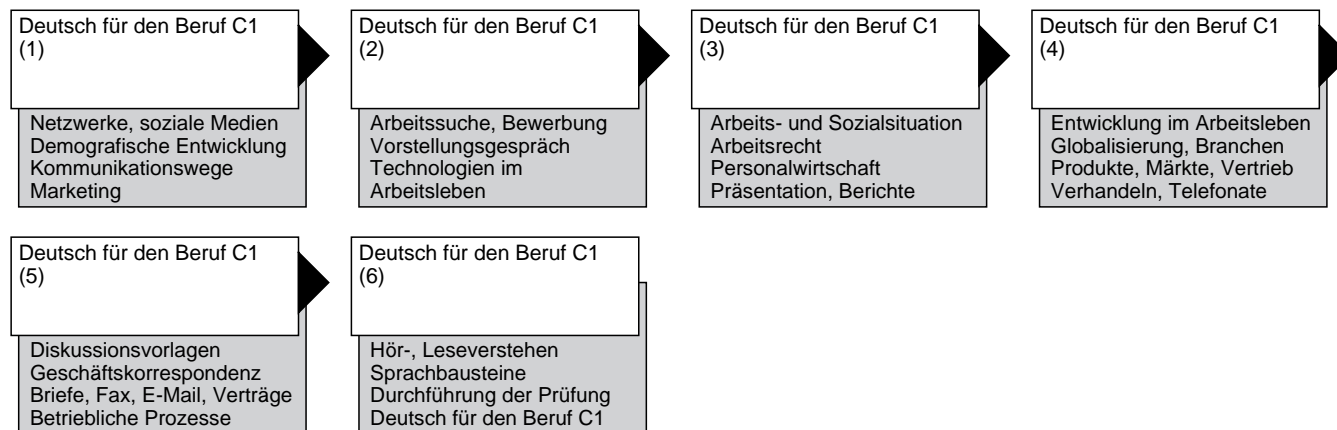 Deutsch für den Beruf C1
(1)
Netzwerke, soziale Medien
Demografische Entwicklung
Kommunikationswege
Marketing
Deutsch für den Beruf C1
(2)
Arbeitssuche, Bewerbung
Vorstellungsgespräch
Technologien im
Arbeitsleben
Deutsch für den Beruf C1
(3)
Arbeits- und Sozialsituation
Arbeitsrecht
Personalwirtschaft
Präsentation, Berichte
Deutsch für den Beruf C1
(4)
Entwicklung im Arbeitsleben
Globalisierung, Branchen
Produkte, Märkte, Vertrieb
Verhandeln, Telefonate
Deutsch für den Beruf C1
(5)
Diskussionsvorlagen
Geschäftskorrespondenz
Briefe, Fax, E-Mail, Verträge
Betriebliche Prozesse
Deutsch für den Beruf C1
(6)
Hör-, Leseverstehen
Sprachbausteine
Durchführung der Prüfung
Deutsch für den Beruf C1